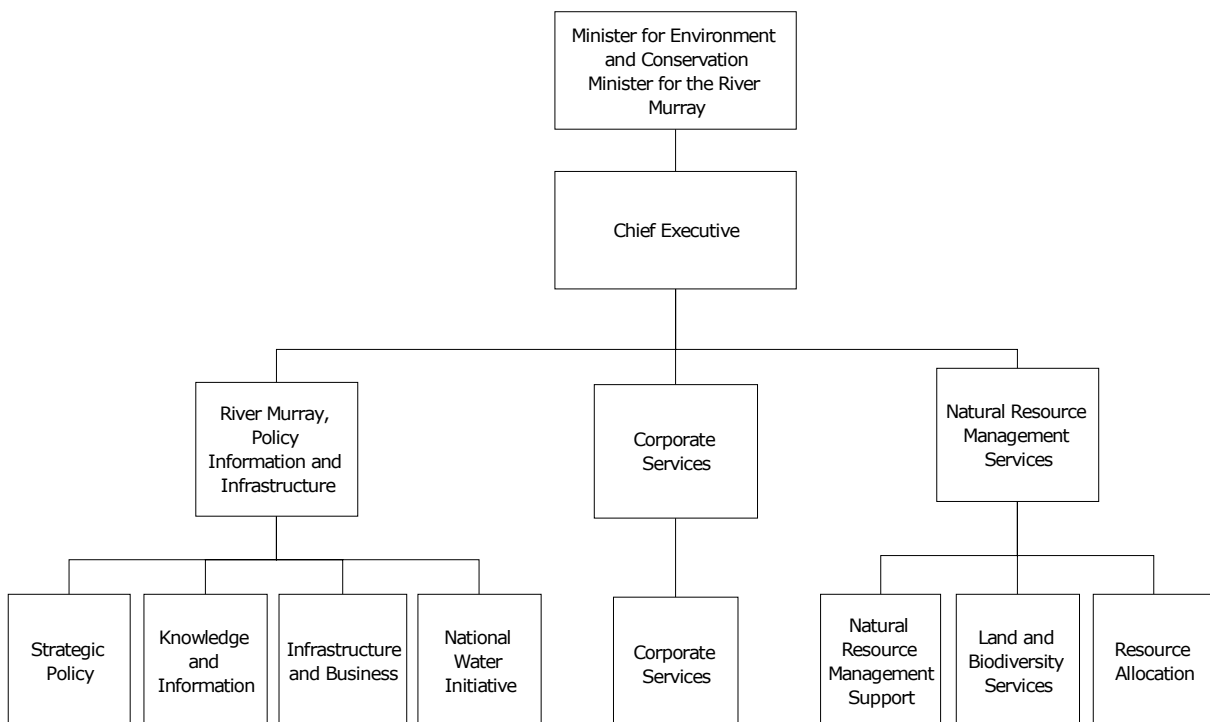 Minister for Environment
and Conservation
Minister for the River
Murray
Chief Executive
River Murray,
Policy
Information and
Infrastructure
Corporate
Services
Natural Resource
Management
Services
Strategic
Policy
Knowledge
and
Information
Infrastructure
and Business
National
Water
Initiative
Corporate
Services
Natural
Resource
Management
Support
Land and
Biodiversity
Services
Resource
Allocation